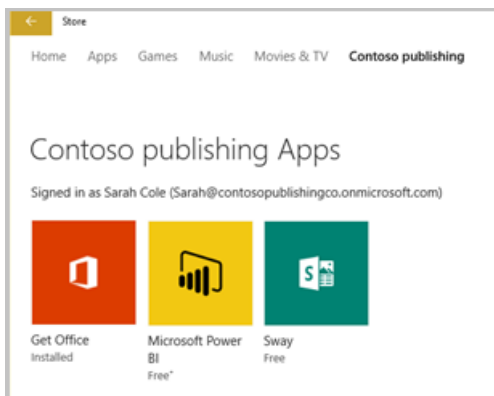 Store
Home Apps Games Music Movies & TV Contoso publishing
Contoso publishing Apps
Signed in as Sarah Cole (Sarah@contosopublishingco.onmicrosoft.com)
S
Get Office
Installed
Microsoft Power
BI
Free*
Sway
Free